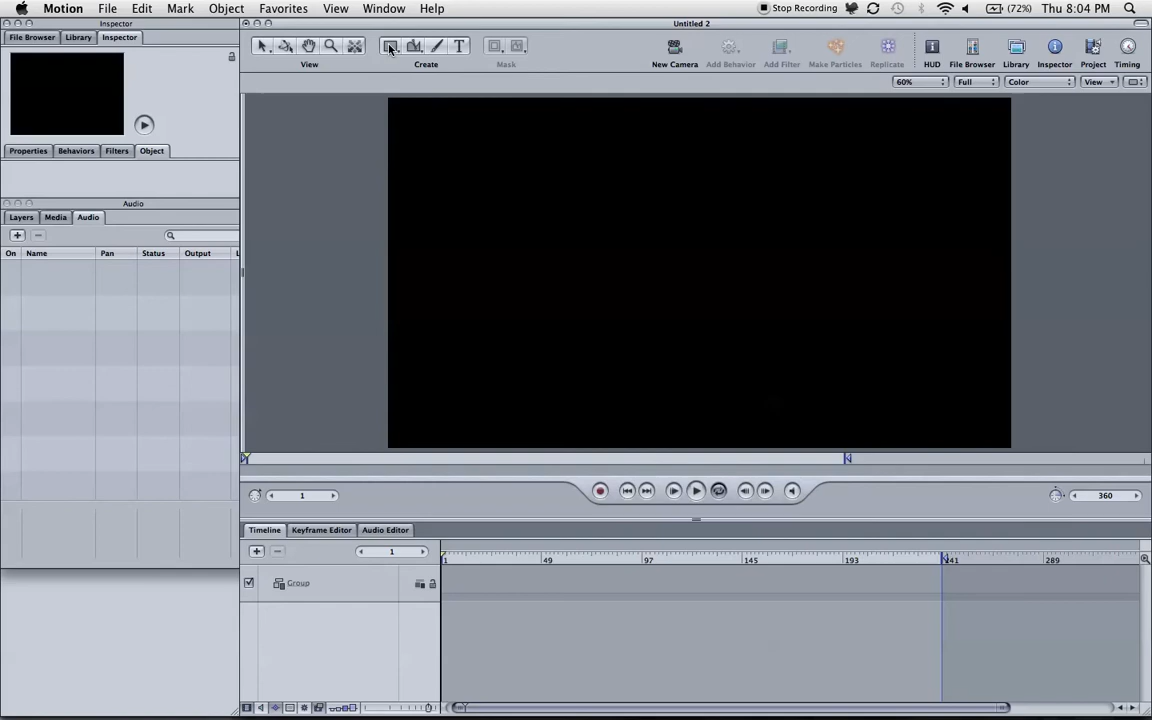 Motion File Edit Mark Object Favorites View Window Help Stop Recording (72%) Thu 8:04 PM
Inspector
Untitled 2
File Browser Library Inspector
View Create Mask
New Camera Add Behavior Add Filter Make Particles Replicate HUD File Browser Library Inspector Project Timing
60% Full Color View
Properties Behaviors Filters Object
Audio
Layers Media Audio
On Name Pan Status Output L
1 360
Timeline Keyframe Editor Audio Editor
1
1 49 97 145 193 241 289
Group